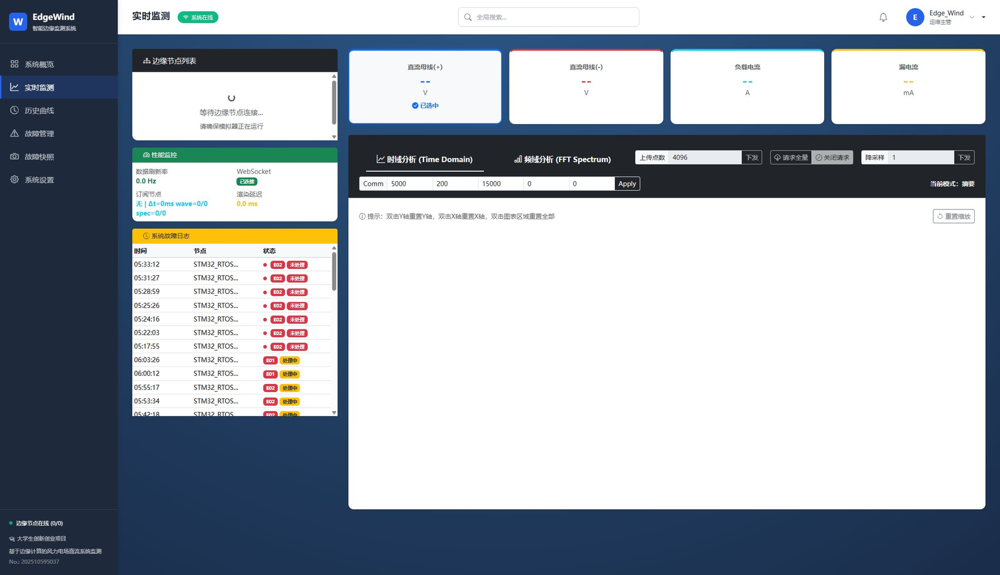 W
EdgeWind
智能边缘监测系统
系统概览
实时监测
历史曲线
故障管理
故障快照
系统设置
边缘节点在线 (0/0)
大学生创新创业项目
基于边缘计算的风力电场直流系统监测
No.: 202510595037
实时监测
系统在线
全局搜索...
E
Edge_Wind
运维主管
边缘节点列表
等待边缘节点连接...
请确保模拟器正在运行
性能监控
数据刷新率
0.0 Hz
WebSocket
已连接
订阅节点
无 | Δt=0ms wave=0/0
spec=0/0
渲染延迟
0.0 ms
系统故障日志
时间 节点 状态
05:33:12 STM32_RTOS... E02 未处理
05:31:27 STM32_RTOS... E02 未处理
05:28:59 STM32_RTOS... E02 未处理
05:25:26 STM32_RTOS... E02 未处理
05:24:16 STM32_RTOS... E02 未处理
05:22:03 STM32_RTOS... E02 未处理
05:17:55 STM32_RTOS... E02 未处理
06:03:26 STM32_RTOS... E01 处理中
06:00:12 STM32_RTOS... E01 处理中
05:55:17 STM32_RTOS... E02 处理中
05:53:34 STM32_RTOS... E02 处理中
05:42:18 STM32_RTOS... E02 处理中
直流母线(+)
--
V
已选中
直流母线(-)
--
V
负载电流
--
A
漏电流
--
mA
时域分析 (Time Domain)
频域分析 (FFT Spectrum)
上传点数 4096 下发
请求全量 关闭请求
降采样 1 下发
Comm 5000 200 15000 0 0 Apply
当前模式：摘要
提示：双击Y轴重置Y轴，双击X轴重置X轴，双击图表区域重置全部
重置缩放